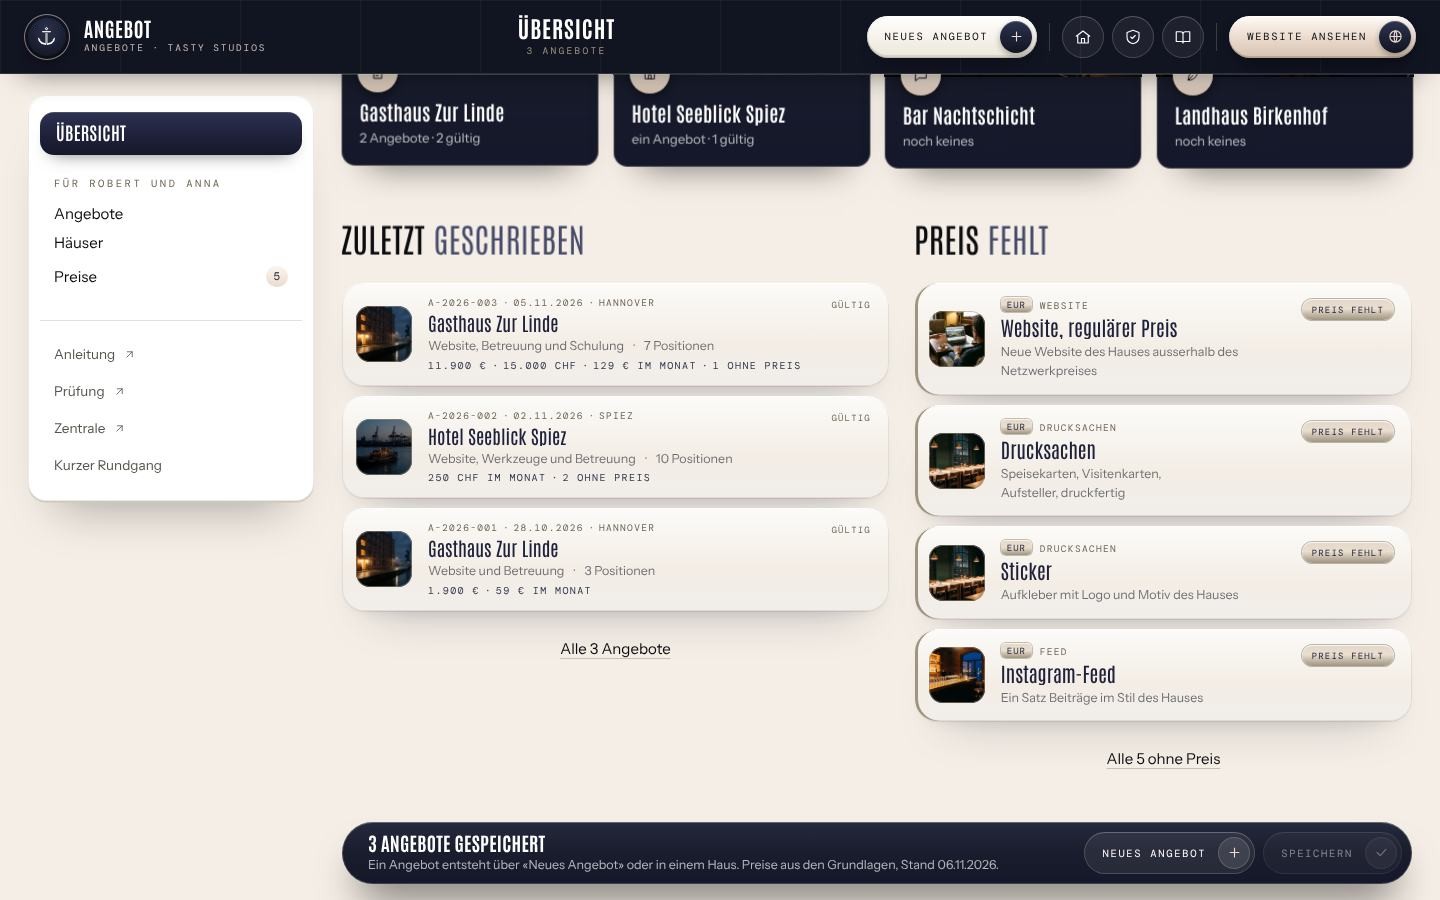 ANGEBOT
ANGEBOTE · TASTY STUDIOS
ÜBERSICHT
3 ANGEBOTE
NEUES ANGEBOT
WEBSITE ANSEHEN
ÜBERSICHT
FÜR ROBERT UND ANNA
Angebote
Häuser
Preise 5
Anleitung
Prüfung
Zentrale
Kurzer Rundgang
Gasthaus Zur Linde
2 Angebote · 2 gültig
Hotel Seeblick Spiez
ein Angebot · 1 gültig
Bar Nachtschicht
noch keines
Landhaus Birkenhof
noch keines
ZULETZT GESCHRIEBEN
A-2026-003 · 05.11.2026 · HANNOVER
GÜLTIG
Gasthaus Zur Linde
Website, Betreuung und Schulung · 7 Positionen
11.900 € · 15.000 CHF · 129 € IM MONAT · 1 OHNE PREIS
A-2026-002 · 02.11.2026 · SPIEZ
GÜLTIG
Hotel Seeblick Spiez
Website, Werkzeuge und Betreuung · 10 Positionen
250 CHF IM MONAT · 2 OHNE PREIS
A-2026-001 · 28.10.2026 · HANNOVER
GÜLTIG
Gasthaus Zur Linde
Website und Betreuung · 3 Positionen
1.900 € · 59 € IM MONAT
Alle 3 Angebote
PREIS FEHLT
EUR WEBSITE
PREIS FEHLT
Website, regulärer Preis
Neue Website des Hauses ausserhalb des
Netzwerkpreises
EUR DRUCKSACHEN
PREIS FEHLT
Drucksachen
Speisekarten, Visitenkarten,
Aufsteller, druckfertig
EUR DRUCKSACHEN
PREIS FEHLT
Sticker
Aufkleber mit Logo und Motiv des Hauses
EUR FEED
PREIS FEHLT
Instagram-Feed
Ein Satz Beiträge im Stil des Hauses
Alle 5 ohne Preis
3 ANGEBOTE GESPEICHERT
Ein Angebot entsteht über «Neues Angebot» oder in einem Haus. Preise aus den Grundlagen, Stand 06.11.2026.
NEUES ANGEBOT
SPEICHERN